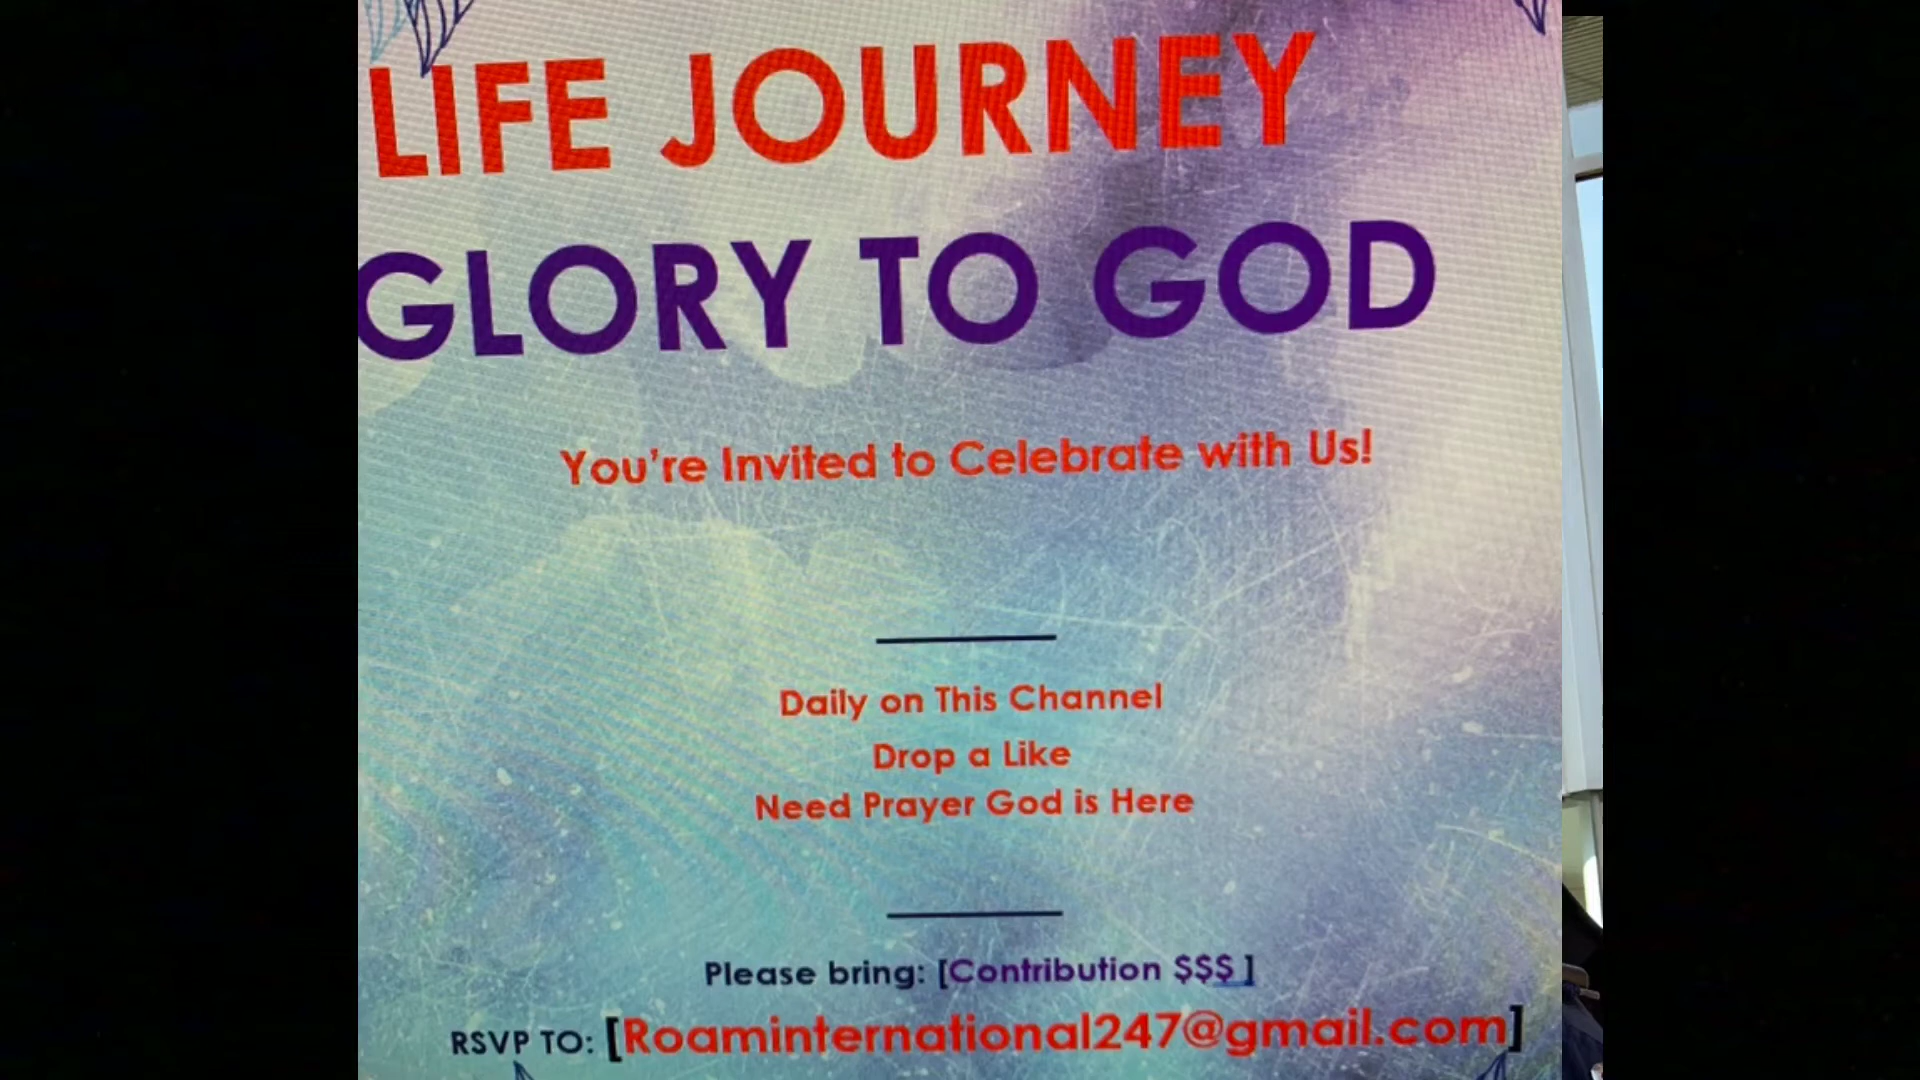 LIFE JOURNEY
GLORY TO GOD
You're Invited to Celebrate with Us!
Daily on This Channel
Drop a Like
Need Prayer God is Here
Please bring: [Contribution $$$ ]
RSVP TO: [Roaminternational247@gmail.com]